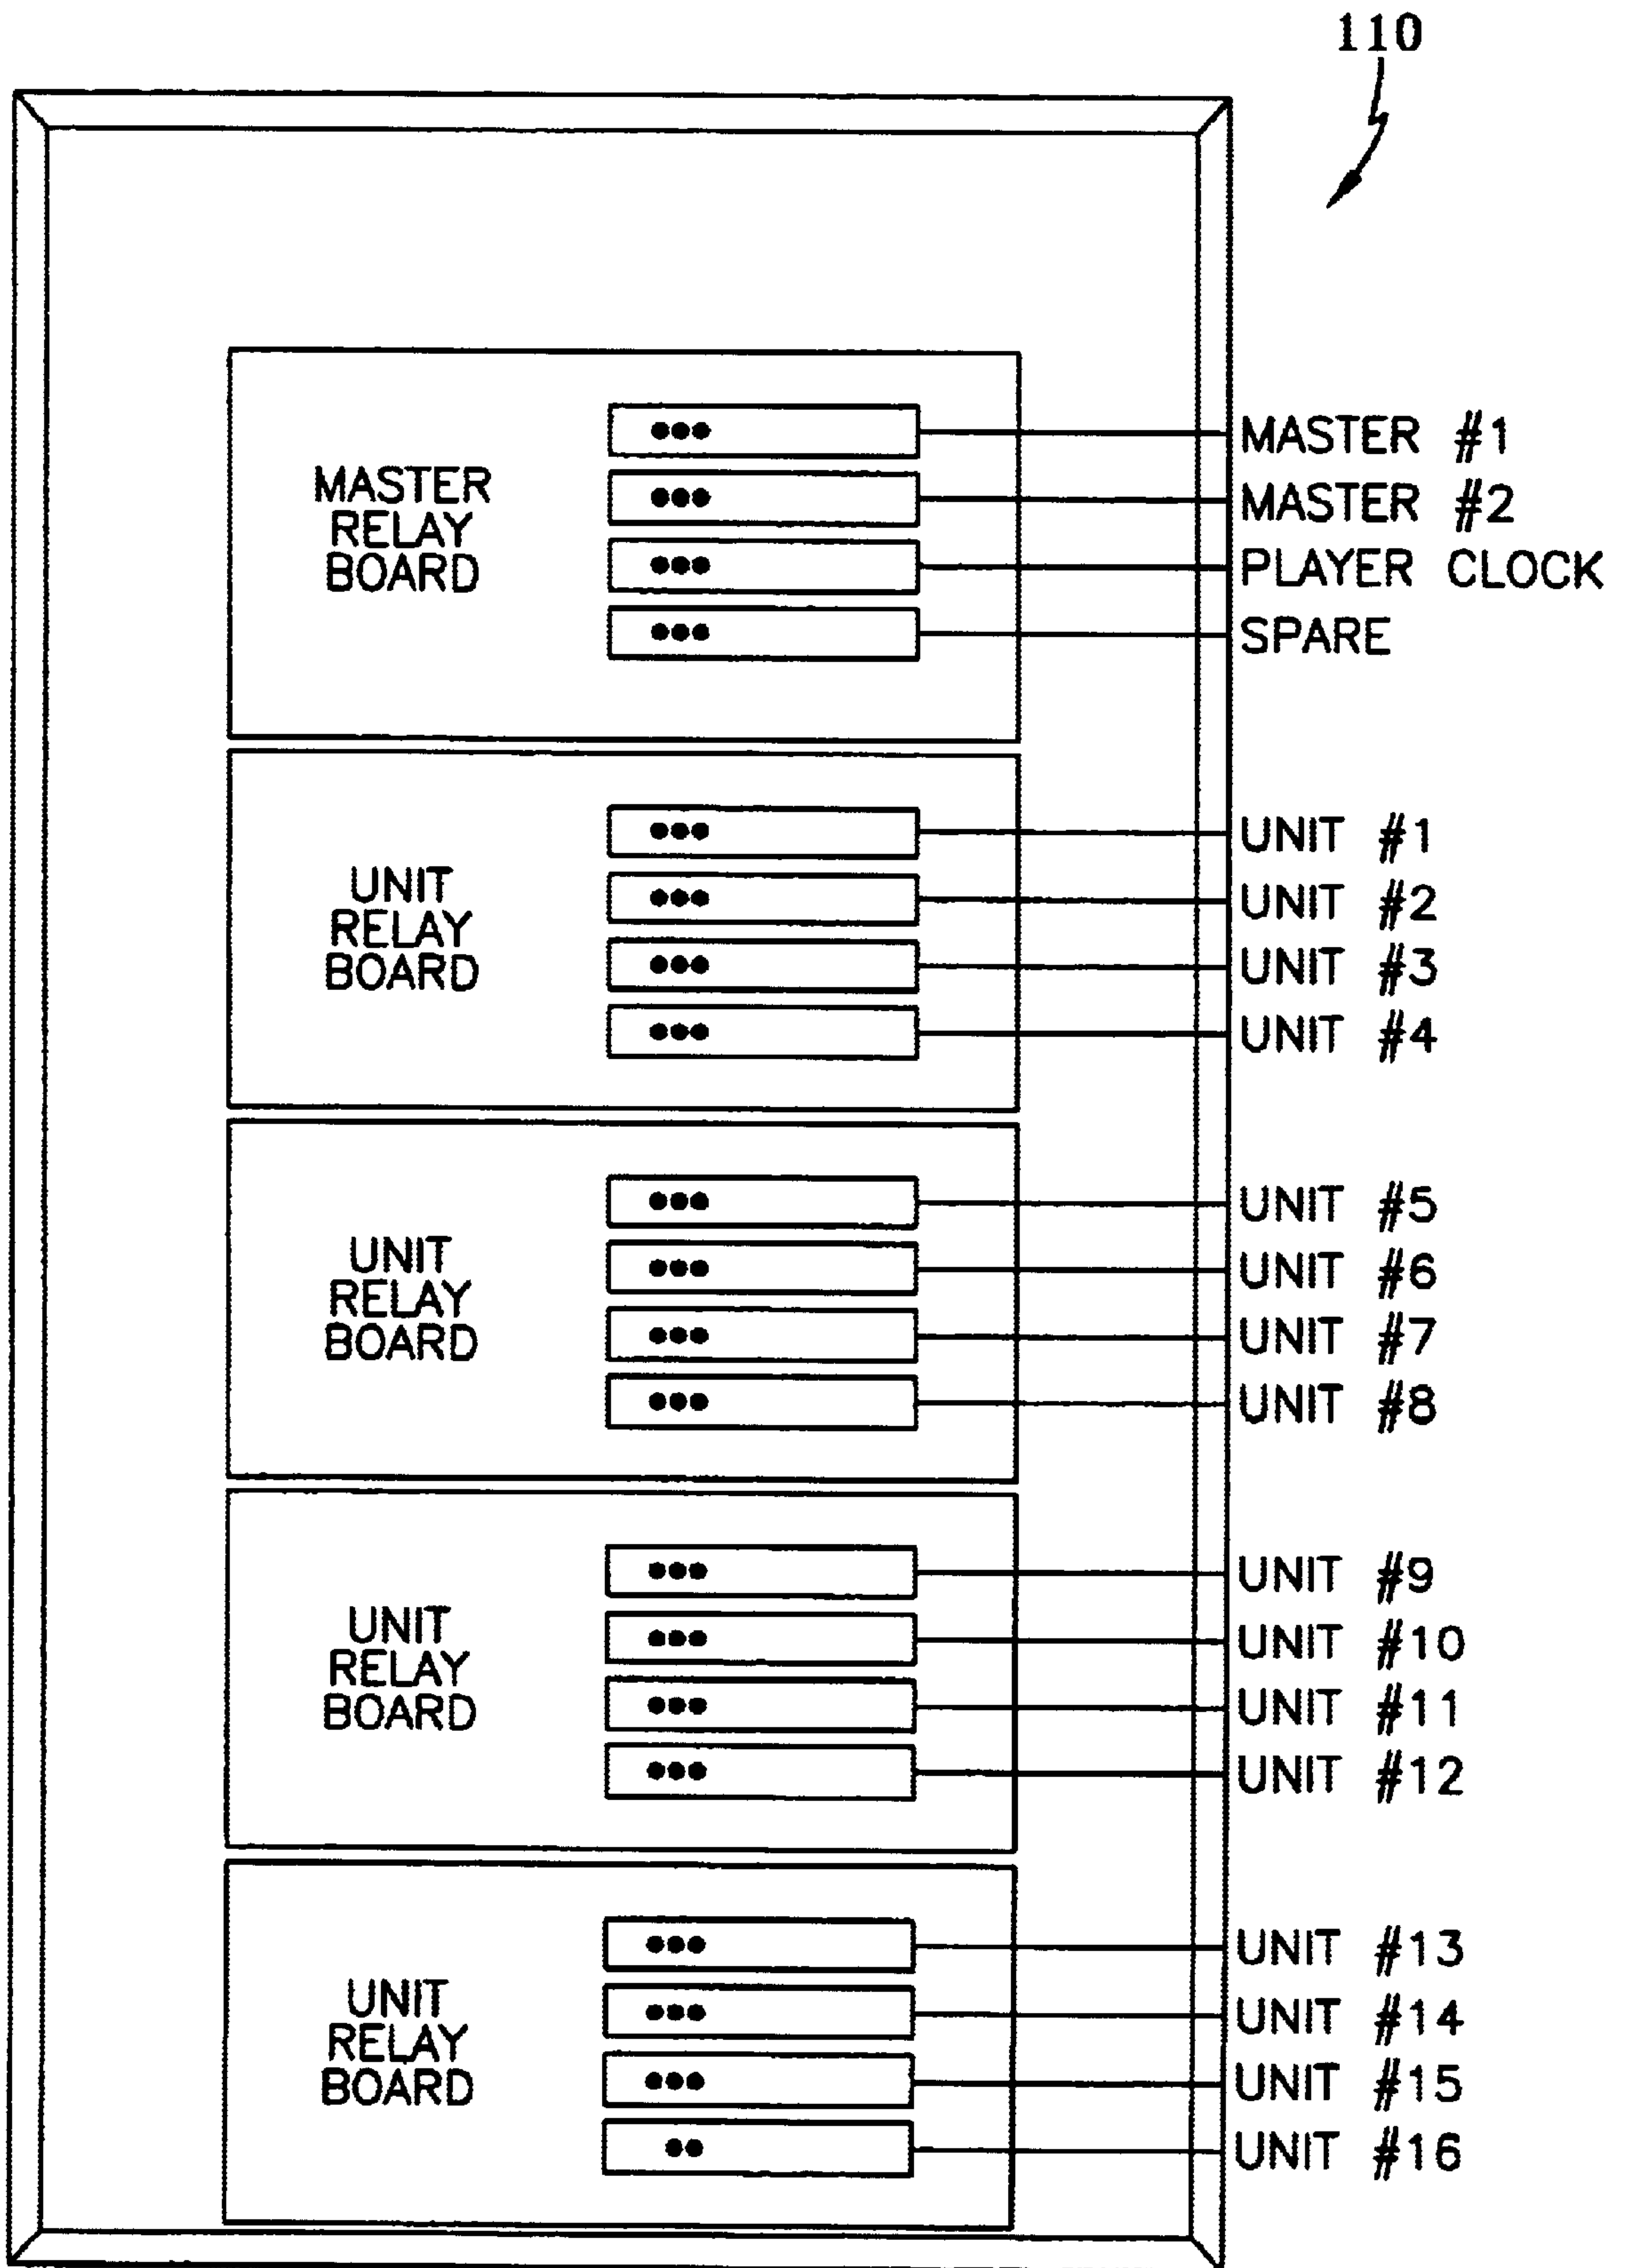 110
MASTER
RELAY
BOARD
MASTER #1
MASTER #2
PLAYER CLOCK
SPARE
UNIT
RELAY
BOARD
UNIT #1
UNIT #2
UNIT #3
UNIT #4
UNIT
RELAY
BOARD
UNIT #5
UNIT #6
UNIT #7
UNIT #8
UNIT
RELAY
BOARD
UNIT #9
UNIT #10
UNIT #11
UNIT #12
UNIT
RELAY
BOARD
UNIT #13
UNIT #14
UNIT #15
UNIT #16